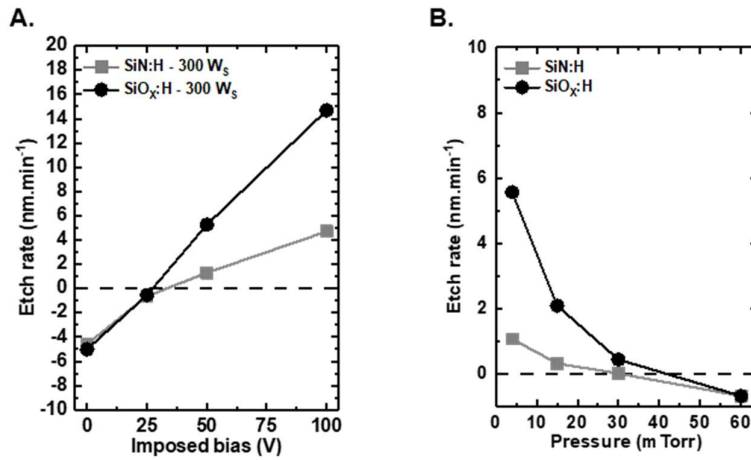 A.
Etch rate (nm.min⁻¹)
20
18
16
14
12
10
8
6
4
2
0
-2
-4
-6
-8
-10
SiN:H - 300 Wₛ
SiOₓ:H - 300 Wₛ
0 25 50 75 100
Imposed bias (V)
B.
Etch rate (nm.min⁻¹)
10
8
6
4
2
0
SiN:H
SiOₓ:H
0 10 20 30 40 50 60
Pressure (m Torr)